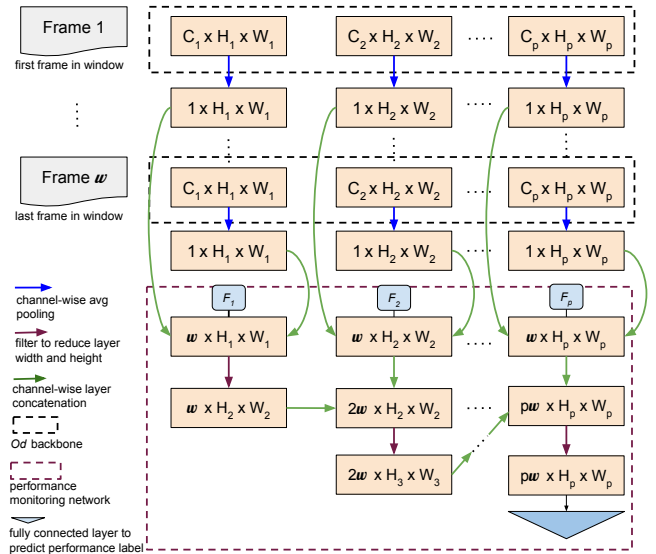 Frame 1
first frame in window
C₁ x H₁ x W₁
C₂ x H₂ x W₂
Cₚ x Hₚ x Wₚ
1 x H₁ x W₁
1 x H₂ x W₂
1 x Hₚ x Wₚ
Frame w
last frame in window
C₁ x H₁ x W₁
C₂ x H₂ x W₂
Cₚ x Hₚ x Wₚ
1 x H₁ x W₁
1 x H₂ x W₂
1 x Hₚ x Wₚ
F₁
F₂
Fₚ
w x H₁ x W₁
w x H₂ x W₂
w x Hₚ x Wₚ
w x H₂ x W₂
2w x H₂ x W₂
pw x Hₚ x Wₚ
2w x H₃ x W₃
pw x Hₚ x Wₚ
channel-wise avg
pooling
filter to reduce layer
width and height
channel-wise layer
concatenation
Od backbone
performance
monitoring network
fully connected layer to
predict performance label